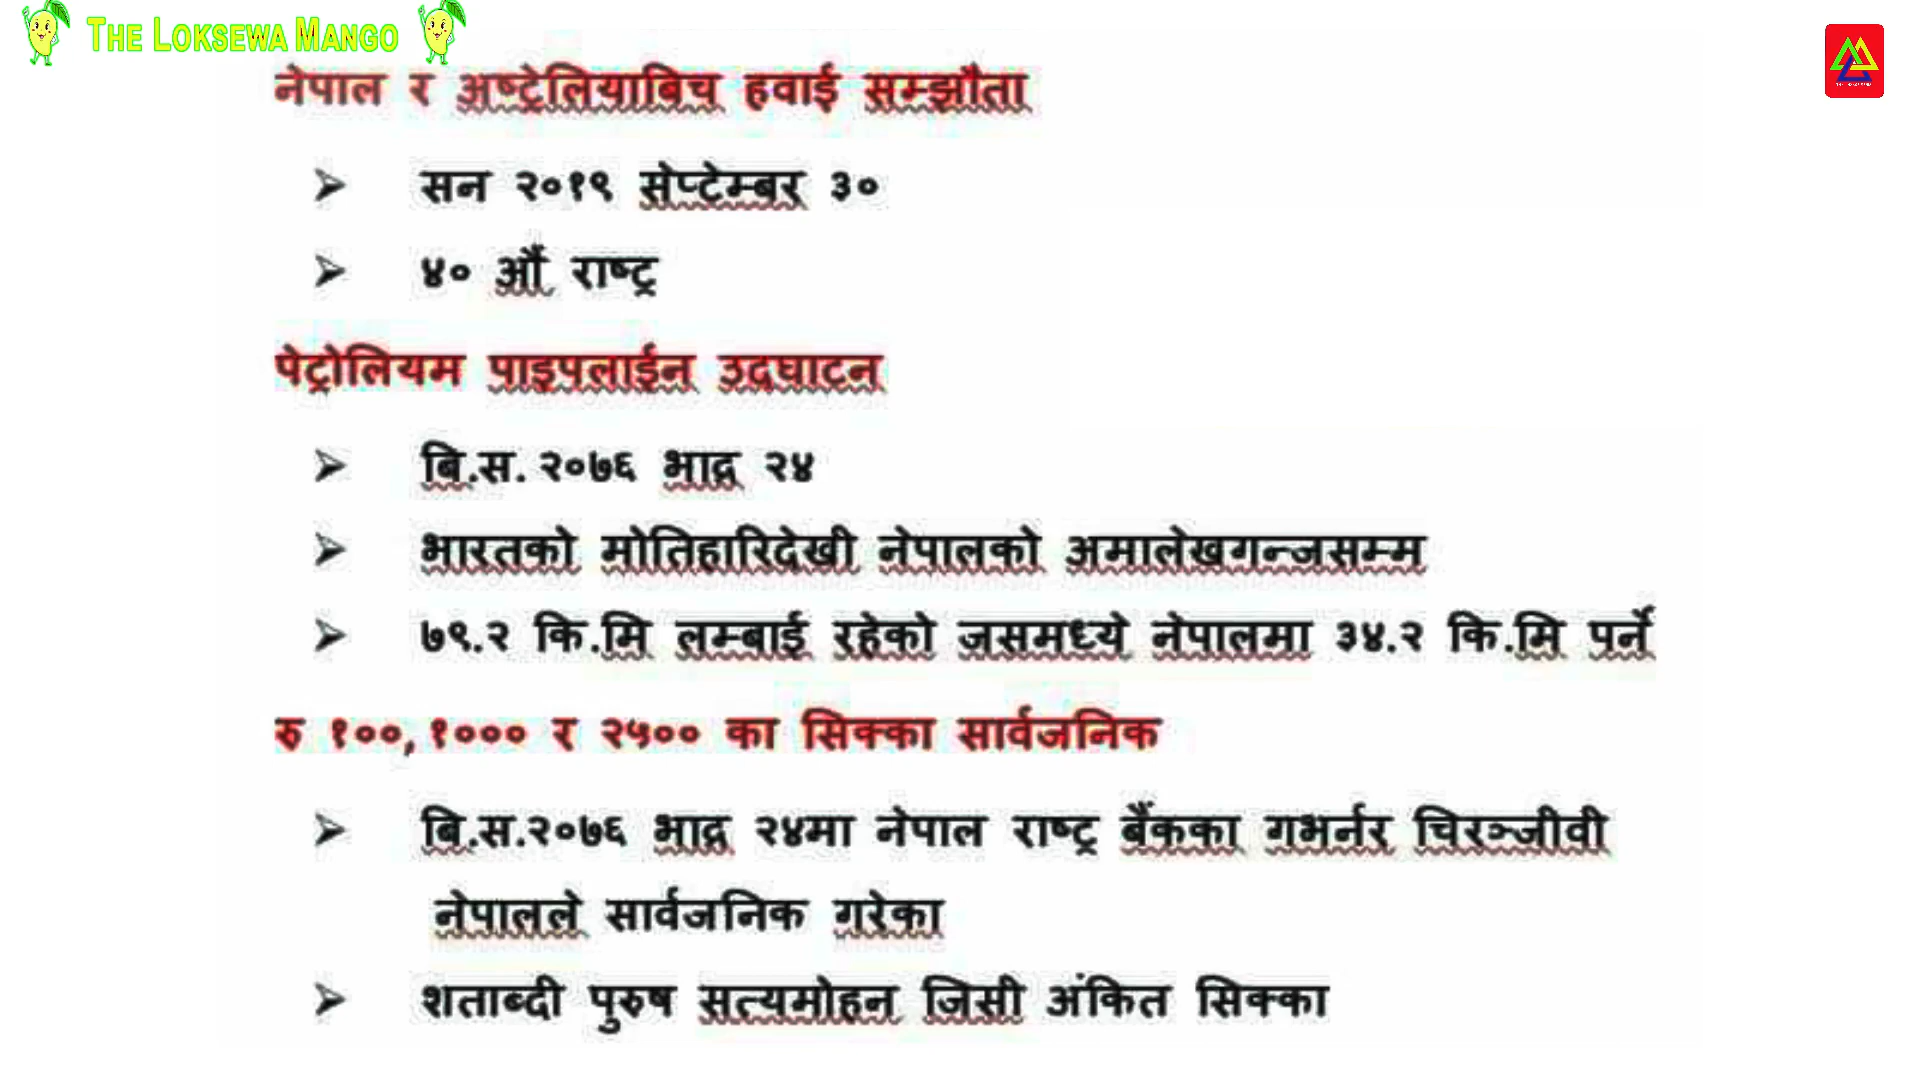 THE LOKSEWA MANGO
नेपाल र अष्ट्रेलियाबिच हवाई सम्झौता
➢ सन २०१९ सेप्टेम्बर ३०
➢ ४० औं राष्ट्र
पेट्रोलियम पाइपलाईन उदघाटन
➢ बि.स. २०७६ भाद्र २४
➢ भारतको मोतिहारिदेखी नेपालको अमालेखगन्जसम्म
➢ ७९.२ कि.मि लम्बाई रहेको जसमध्ये नेपालमा ३४.२ कि.मि पर्ने
रु १००,१००० र २५०० का सिक्का सार्वजनिक
➢ बि.स.२०७६ भाद्र २४मा नेपाल राष्ट्र बैंकका गभर्नर चिरञ्जीवी
नेपालले सार्वजनिक गरेका
➢ शताब्दी पुरुष सत्यमोहन जिसी अंकित सिक्का